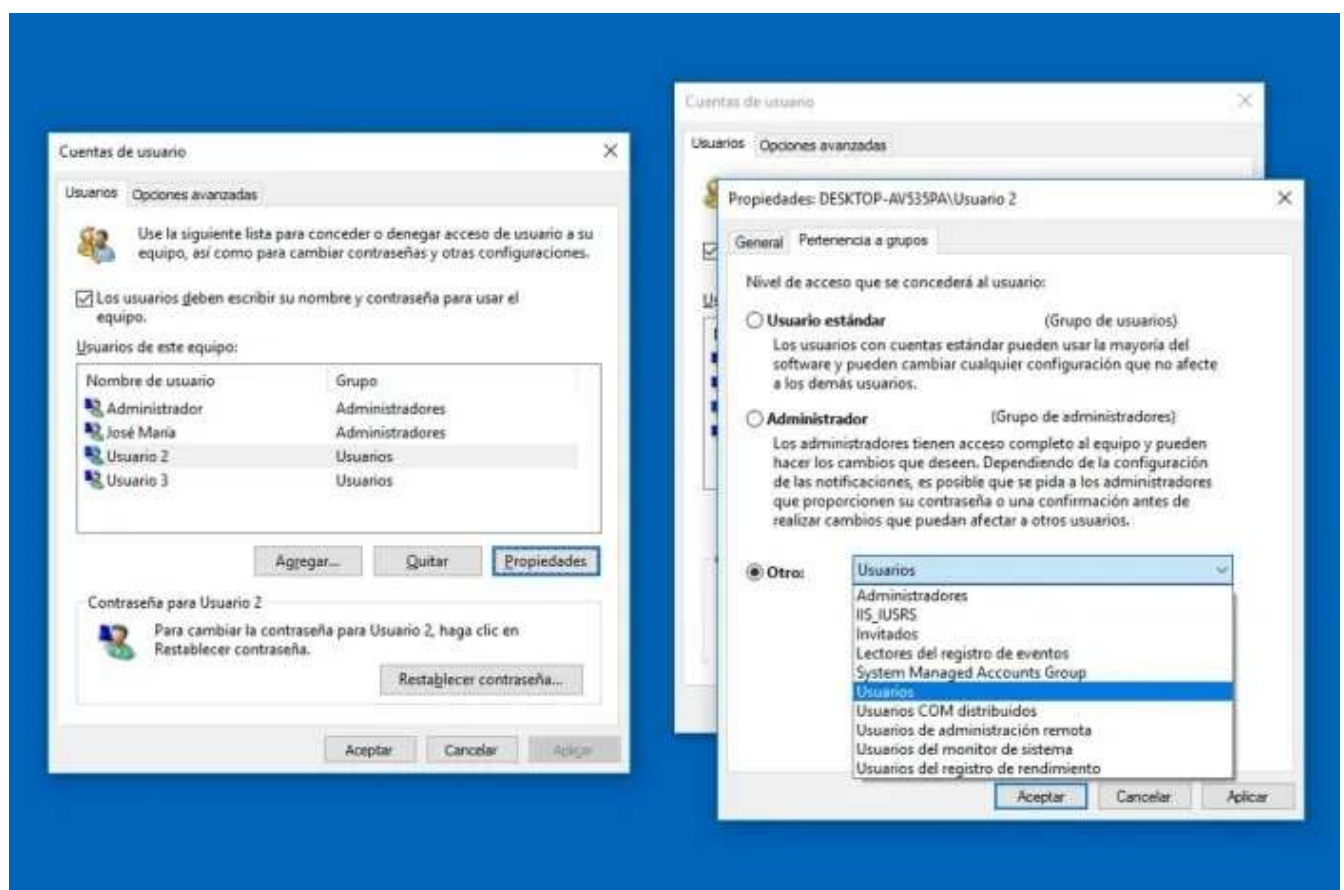 Cuentas de usuario
Usuarios Opciones avanzadas
Use la siguiente lista para conceder o denegar acceso de usuario a su
equipo, así como para cambiar contraseñas y otras configuraciones.
Los usuarios deben escribir su nombre y contraseña para usar el
equipo.
Usuarios de este equipo:
Nombre de usuario Grupo
Administrador Administradores
José María Administradores
Usuario 2 Usuarios
Usuario 3 Usuarios
Agregar... Quitar Propiedades
Contraseña para Usuario 2
Para cambiar la contraseña para Usuario 2, haga clic en
Restablecer contraseña.
Restablecer contraseña...
Aceptar Cancelar Aplicar
Cuentas de usuario
Usuarios Opciones avanzadas
Propiedades: DESKTOP-AV535PA\Usuario 2
General Pertenencia a grupos
Nivel de acceso que se concederá al usuario:
Usuario estándar (Grupo de usuarios)
Los usuarios con cuentas estándar pueden usar la mayoría del
software y pueden cambiar cualquier configuración que no afecte
a los demás usuarios.
Administrador (Grupo de administradores)
Los administradores tienen acceso completo al equipo y pueden
hacer los cambios que deseen. Dependiendo de la configuración
de las notificaciones, es posible que se pida a los administradores
que proporcionen su contraseña o una confirmación antes de
realizar cambios que puedan afectar a otros usuarios.
Otro: Usuarios
Administradores
IIS_IUSRS
Invitados
Lectores del registro de eventos
System Managed Accounts Group
Usuarios
Usuarios COM distribuidos
Usuarios de administración remota
Usuarios del monitor de sistema
Usuarios del registro de rendimiento
Aceptar Cancelar Aplicar